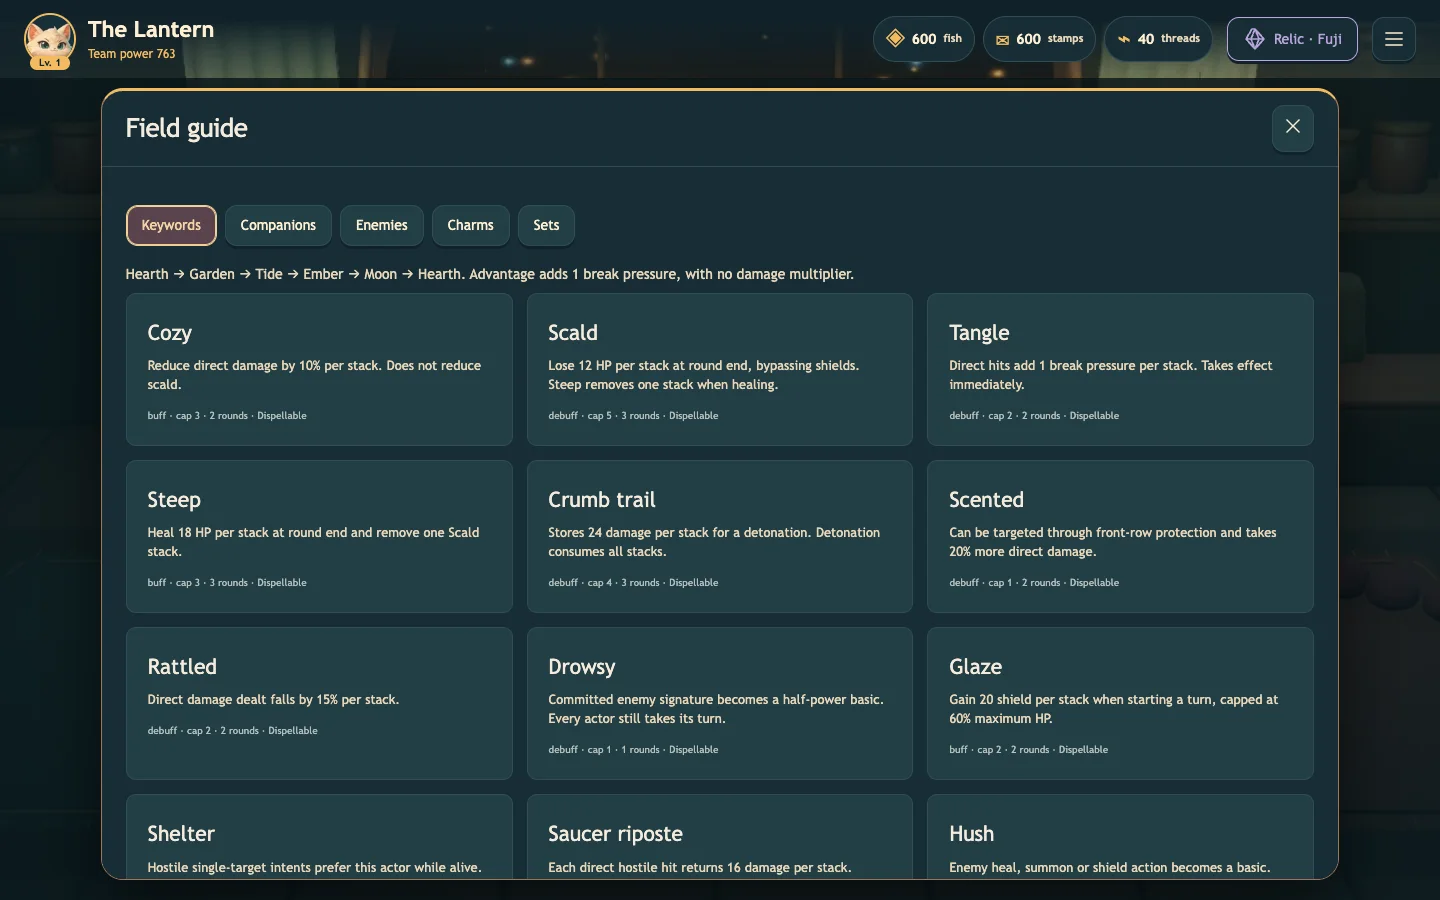 The Lantern
Team power 763
Lv. 1
600 fish
600 stamps
40 threads
Relic · Fuji
Field guide
Keywords
Companions
Enemies
Charms
Sets
Hearth → Garden → Tide → Ember → Moon → Hearth. Advantage adds 1 break pressure, with no damage multiplier.
Cozy
Reduce direct damage by 10% per stack. Does not reduce
scald.
buff · cap 3 · 2 rounds · Dispellable
Scald
Lose 12 HP per stack at round end, bypassing shields.
Steep removes one stack when healing.
debuff · cap 5 · 3 rounds · Dispellable
Tangle
Direct hits add 1 break pressure per stack. Takes effect
immediately.
debuff · cap 2 · 2 rounds · Dispellable
Steep
Heal 18 HP per stack at round end and remove one Scald
stack.
buff · cap 3 · 3 rounds · Dispellable
Crumb trail
Stores 24 damage per stack for a detonation. Detonation
consumes all stacks.
debuff · cap 4 · 3 rounds · Dispellable
Scented
Can be targeted through front-row protection and takes
20% more direct damage.
debuff · cap 1 · 2 rounds · Dispellable
Rattled
Direct damage dealt falls by 15% per stack.
debuff · cap 2 · 2 rounds · Dispellable
Drowsy
Committed enemy signature becomes a half-power basic.
Every actor still takes its turn.
debuff · cap 1 · 1 rounds · Dispellable
Glaze
Gain 20 shield per stack when starting a turn, capped at
60% maximum HP.
buff · cap 2 · 2 rounds · Dispellable
Shelter
Hostile single-target intents prefer this actor while alive.
Saucer riposte
Each direct hostile hit returns 16 damage per stack.
Hush
Enemy heal, summon or shield action becomes a basic.